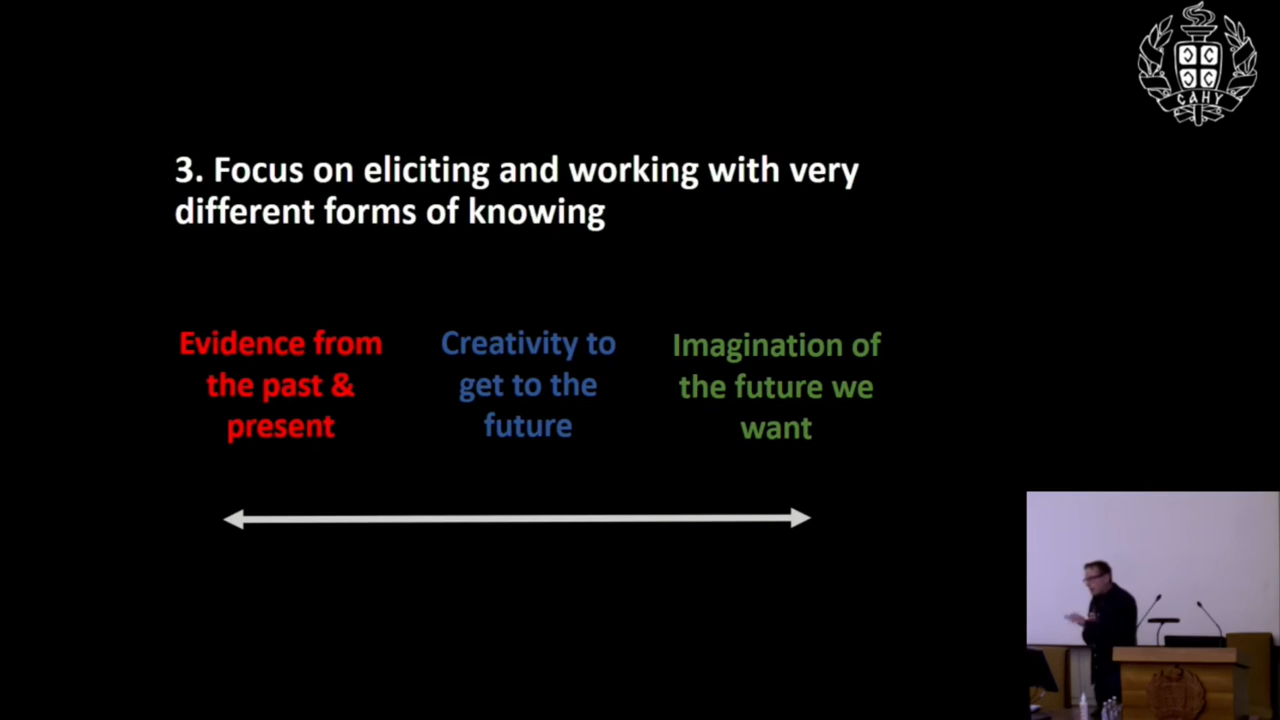 САНУ
3. Focus on eliciting and working with very
different forms of knowing
Evidence from
the past &
present
Creativity to
get to the
future
Imagination of
the future we
want